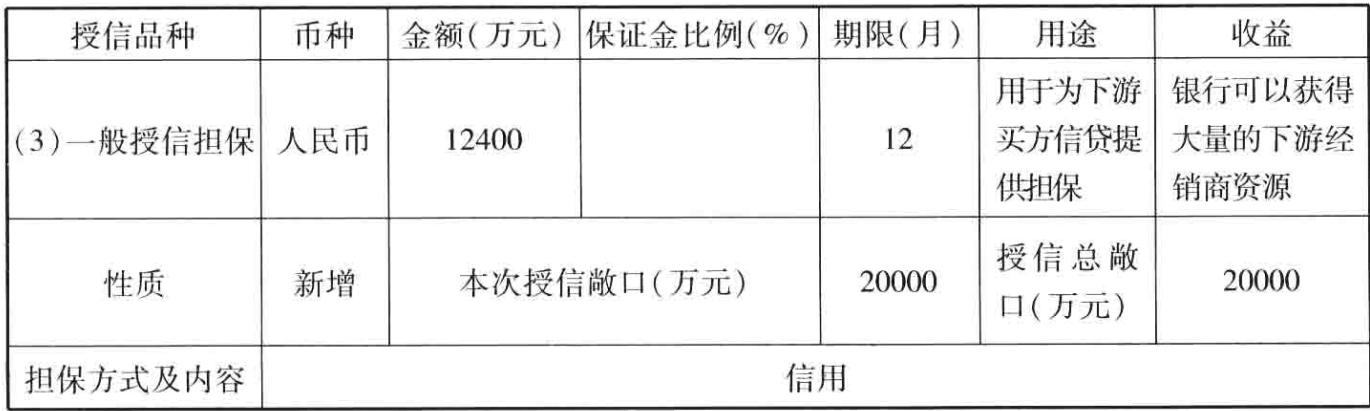 授信品种 币种 金额(万元) 保证金比例(%) 期限(月) 用途 收益
(3)一般授信担保 人民币 12400 12 用于为下游买方信贷提供担保 银行可以获得大量的下游经销商资源
性质 新增 本次授信敞口(万元) 20000 授信总敞口(万元) 20000
担保方式及内容 信用